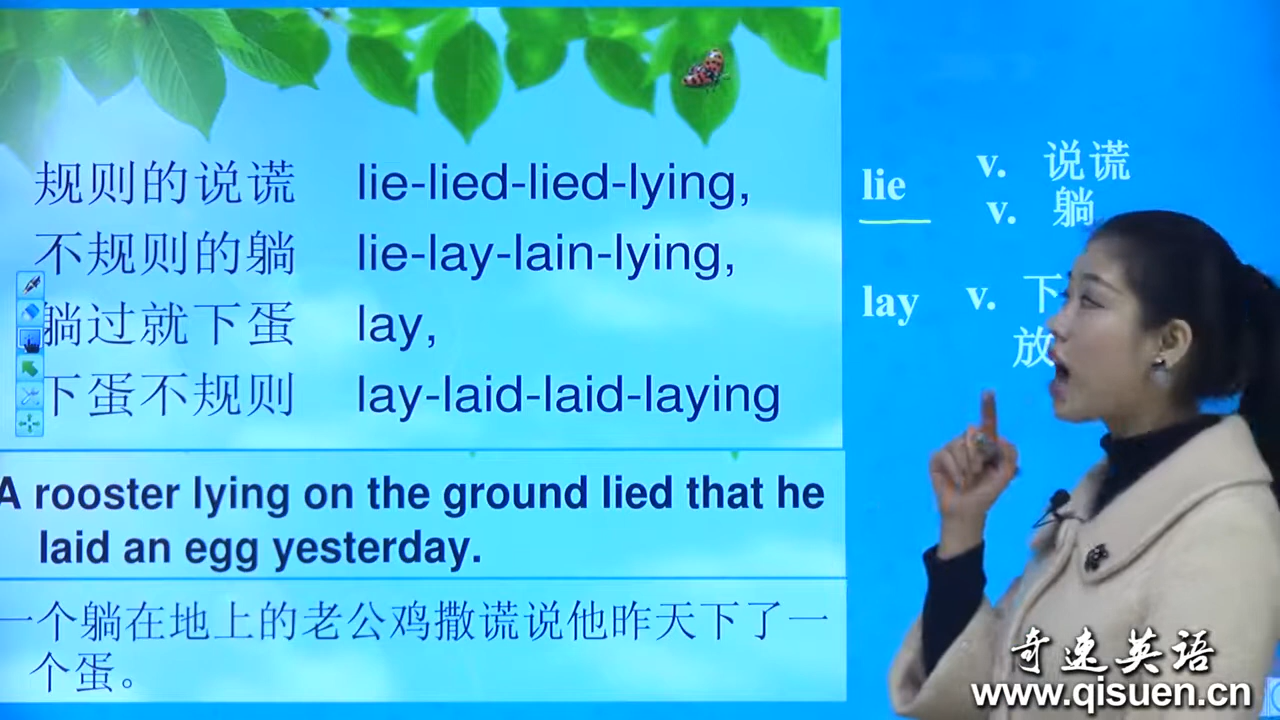 规则的说谎 lie-lied-lied-lying,
不规则的躺 lie-lay-lain-lying,
躺过就下蛋 lay,
下蛋不规则 lay-laid-laid-laying
A rooster lying on the ground lied that he
laid an egg yesterday.
一个躺在地上的老公鸡撒谎说他昨天下了一
个蛋。
lie v. 说谎
v. 躺
lay v. 下
放
奇速英语
www.qisuen.cn